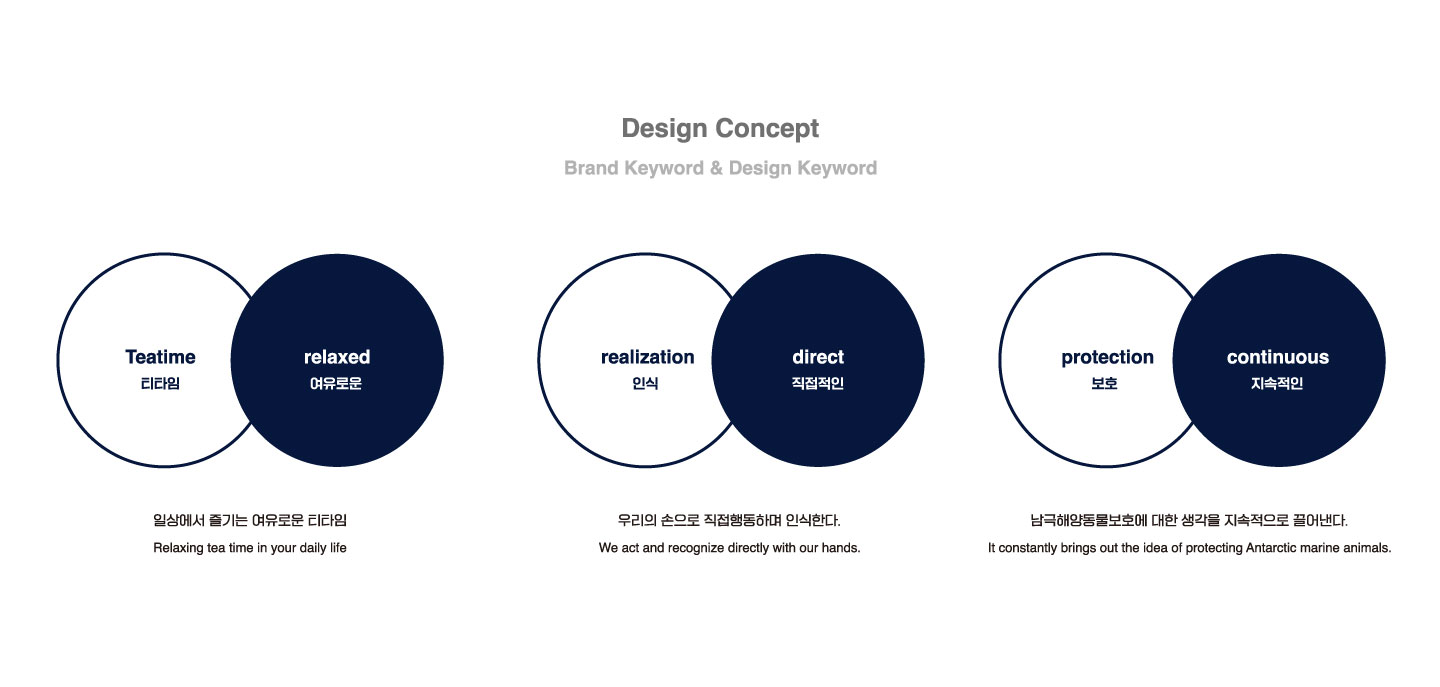 Design Concept
Brand Keyword & Design Keyword
Teatime
티타임
relaxed
여유로운
일상에서 즐기는 여유로운 티타임
Relaxing tea time in your daily life
realization
인식
direct
직접적인
우리의 손으로 직접행동하며 인식한다.
We act and recognize directly with our hands.
protection
보호
continuous
지속적인
남극해양동물보호에 대한 생각을 지속적으로 끌어낸다.
It constantly brings out the idea of protecting Antarctic marine animals.